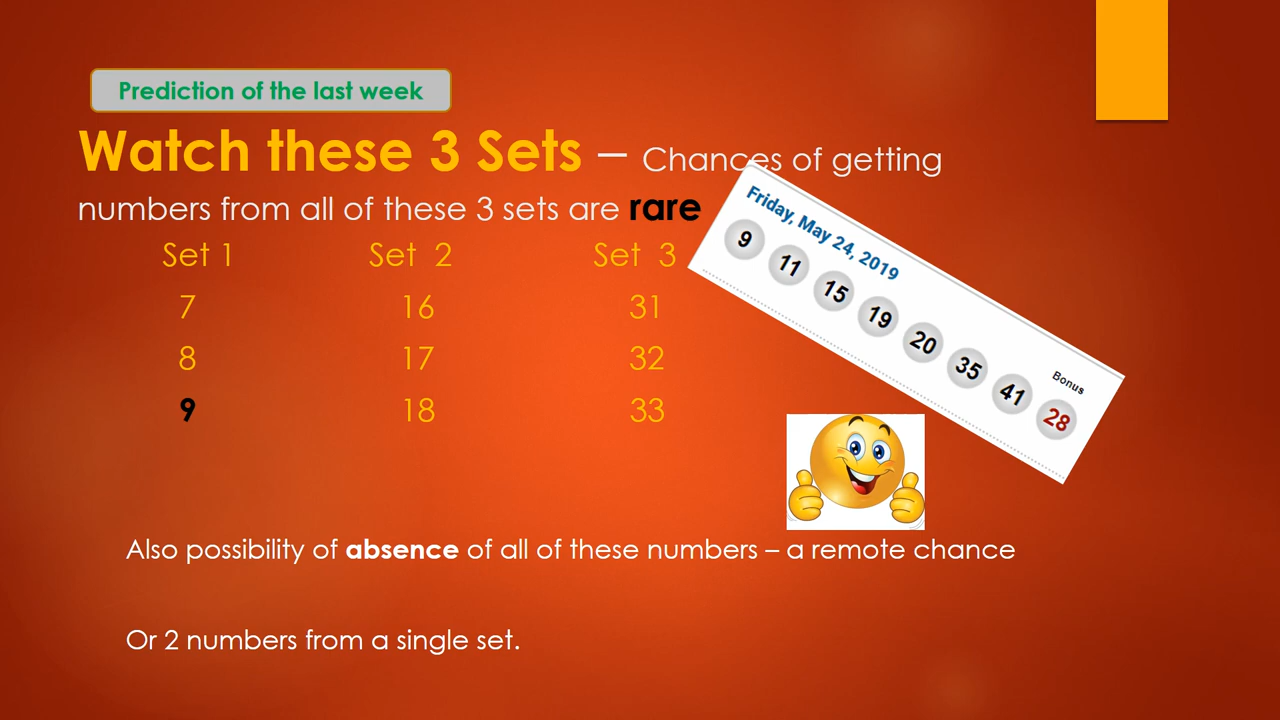 Prediction of the last week
Watch these 3 Sets – Chances of getting
numbers from all of these 3 sets are rare
Set 1 Set 2 Set 3
7 16 31
8 17 32
9 18 33
Friday, May 24, 2019
9 11 15 19 20 35 41 28
Bonus
Also possibility of absence of all of these numbers – a remote chance
Or 2 numbers from a single set.